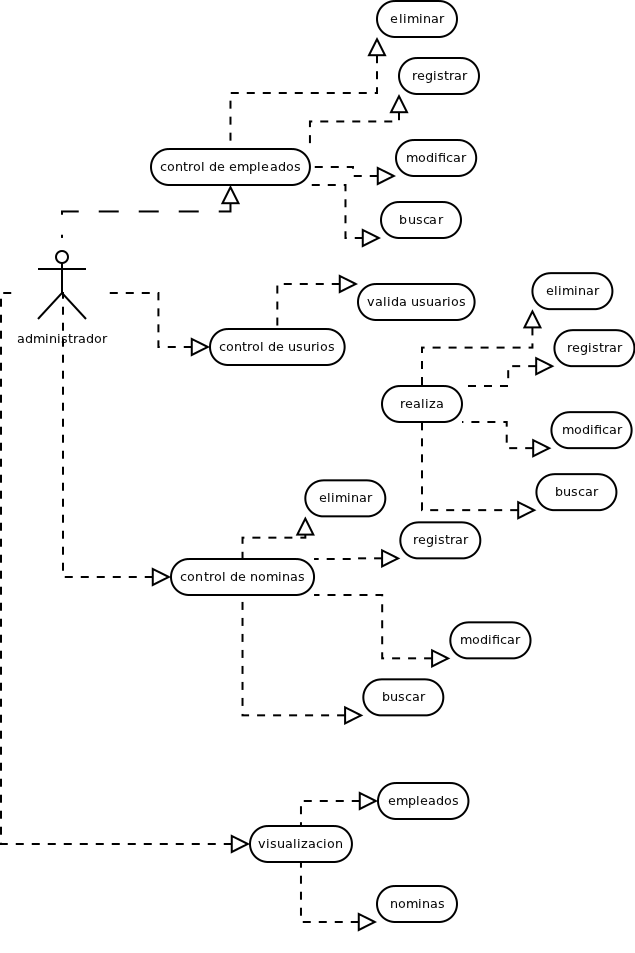 eliminar
registrar
modificar
control de empleados
buscar
administrador
valida usuarios
control de usurios
eliminar
registrar
realiza
modificar
buscar
eliminar
registrar
control de nominas
modificar
buscar
empleados
visualizacion
nominas